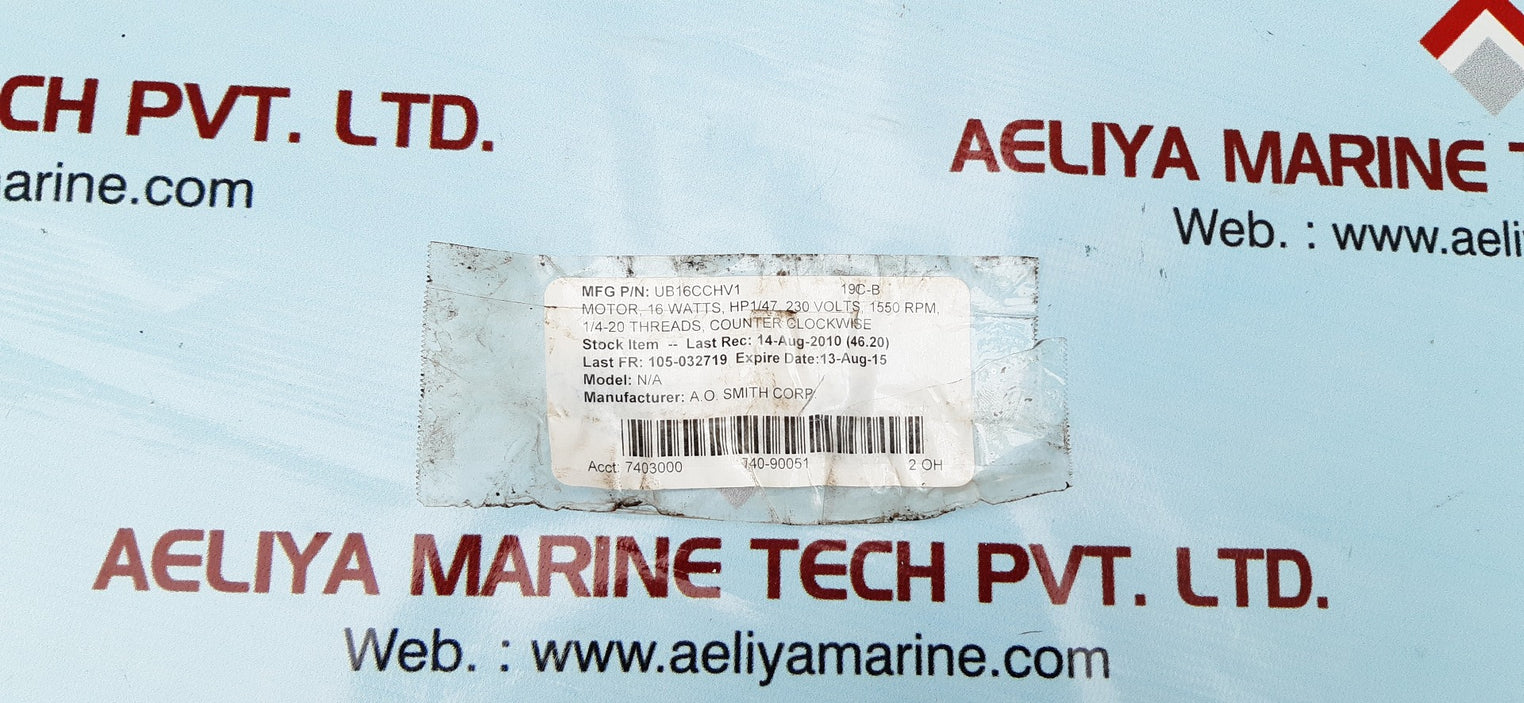 CH PVT. LTD.
arine.com
AELIYA MARINE T
Web. : www.aeli
MFG P/N: UB16CCHV1 19C-B
MOTOR, 16 WATTS, HP1/47, 230 VOLTS, 1550 RPM,
1/4-20 THREADS, COUNTER CLOCKWISE
Stock Item -- Last Rec: 14-Aug-2010 (46.20)
Last FR: 105-032719 Expire Date:13-Aug-15
Model: N/A
Manufacturer: A.O. SMITH CORP.
Acct: 7403000 740-90051 2 OH
AELIYA MARINE TECH PVT. LTD.
Web. : www.aeliyamarine.com